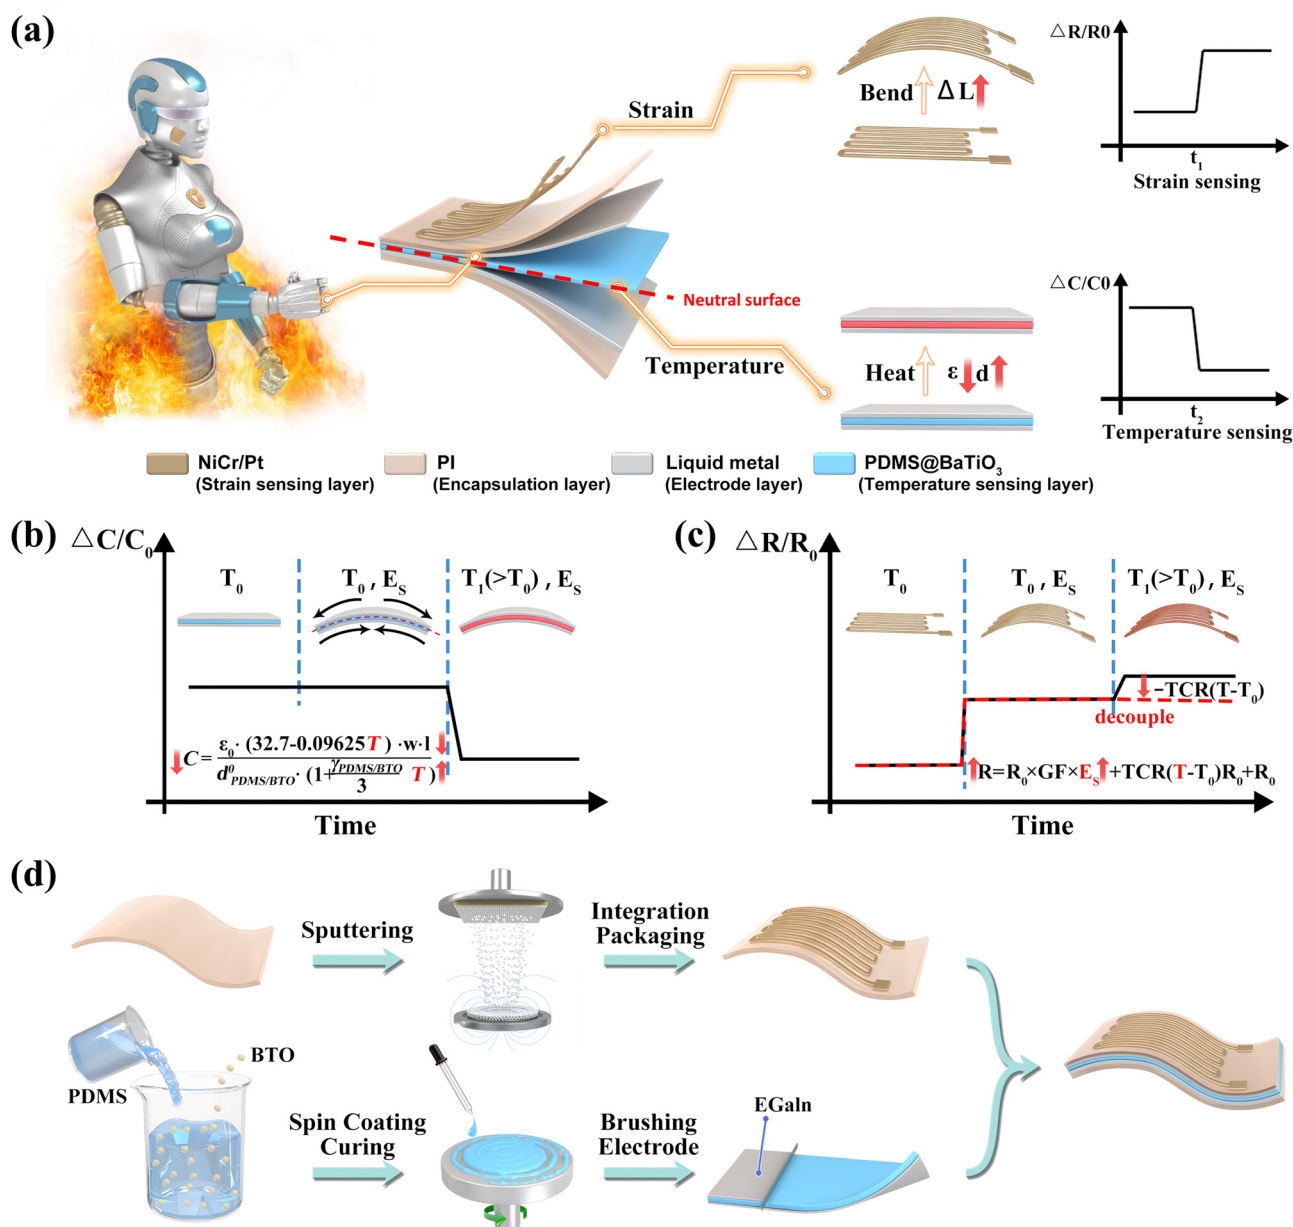 (a)
Strain
Bend
Δ L
△R/R0
t1
Strain sensing
Neutral surface
Temperature
Heat
ε d
△C/C0
t2
Temperature sensing
NiCr/Pt
(Strain sensing layer)
PI
(Encapsulation layer)
Liquid metal
(Electrode layer)
PDMS@BaTiO3
(Temperature sensing layer)
(b)
△C/C0
T0
T0 , ES
T1(>T0) , ES
C = ε0· (32.7-0.09625T) ·w·l
d0PDMS/BTO· (1+ γPDMS/BTO/3 T)
Time
(c)
△R/R0
T0
T0 , ES
T1(>T0) , ES
−TCR(T-T0)
decouple
R=R0×GF×ES+TCR(T-T0)R0+R0
Time
(d)
Sputtering
Integration
Packaging
PDMS
BTO
Spin Coating
Curing
Brushing
Electrode
EGaln